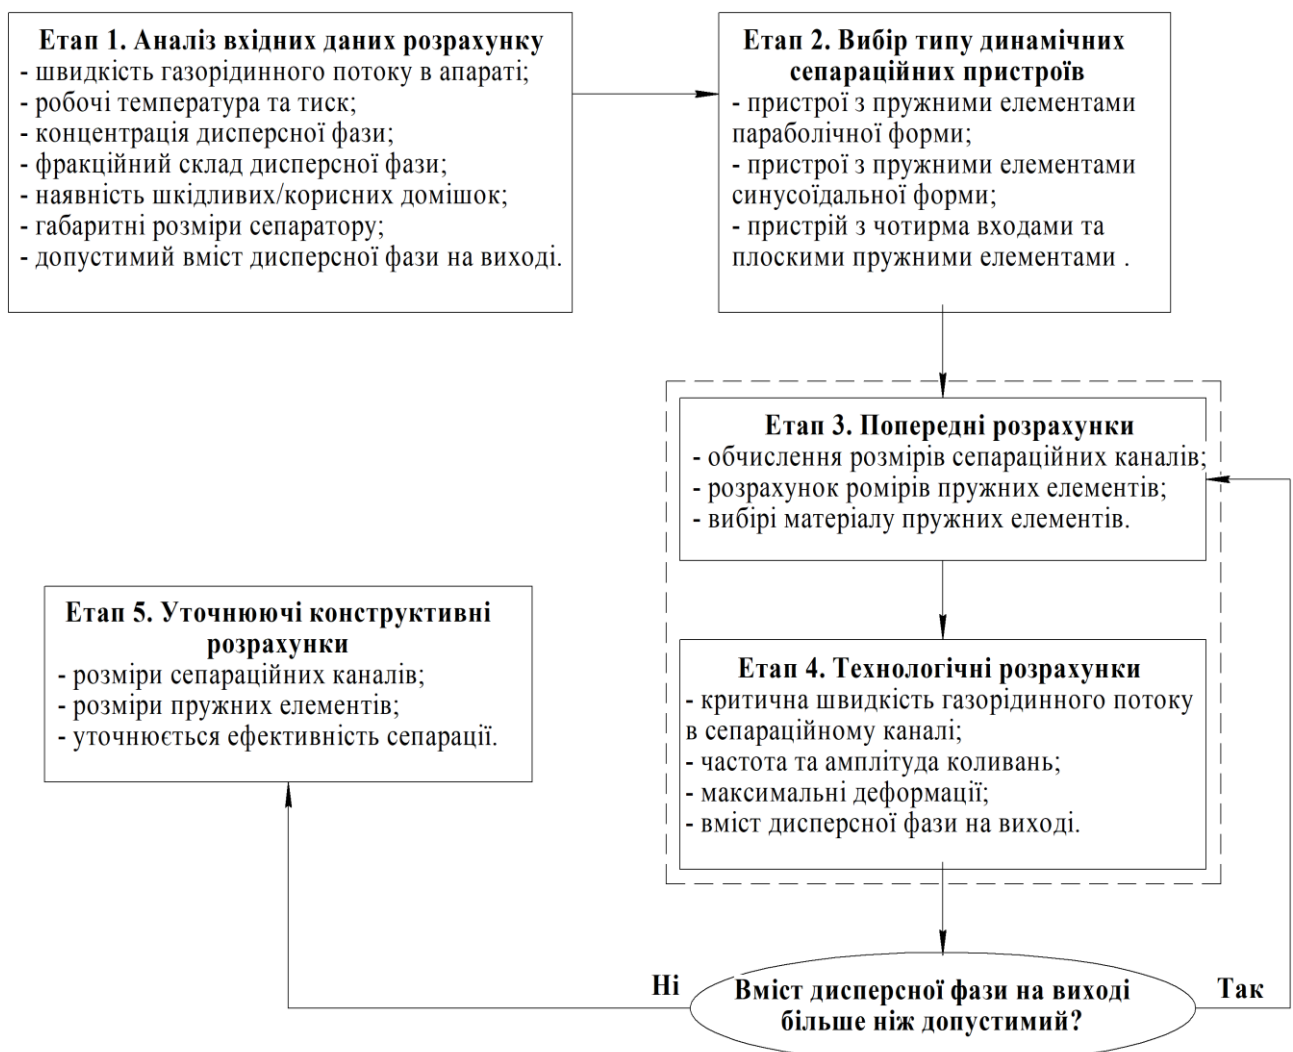 Етап 1. Аналіз вхідних даних розрахунку
- швидкість газорідинного потоку в апараті;
- робочі температура та тиск;
- концентрація дисперсної фази;
- фракційний склад дисперсної фази;
- наявність шкідливих/корисних домішок;
- габаритні розміри сепаратору;
- допустимий вміст дисперсної фази на виході.
Етап 2. Вибір типу динамічних
сепараційних пристроїв
- пристрої з пружними елементами
параболічної форми;
- пристрої з пружними елементами
синусоїдальної форми;
- пристрій з чотирма входами та
плоскими пружними елементами .
Етап 3. Попередні розрахунки
- обчислення розмірів сепараційних каналів;
- розрахунок ромірів пружних елементів;
- вибірі матеріалу пружних елементів.
Етап 4. Технологічні розрахунки
- критична швидкість газорідинного потоку
в сепараційному каналі;
- частота та амплітуда коливань;
- максимальні деформації;
- вміст дисперсної фази на виході.
Етап 5. Уточнюючі конструктивні
розрахунки
- розміри сепараційних каналів;
- розміри пружних елементів;
- уточнюється ефективність сепарації.
Ні
Вміст дисперсної фази на виході
більше ніж допустимий?
Так